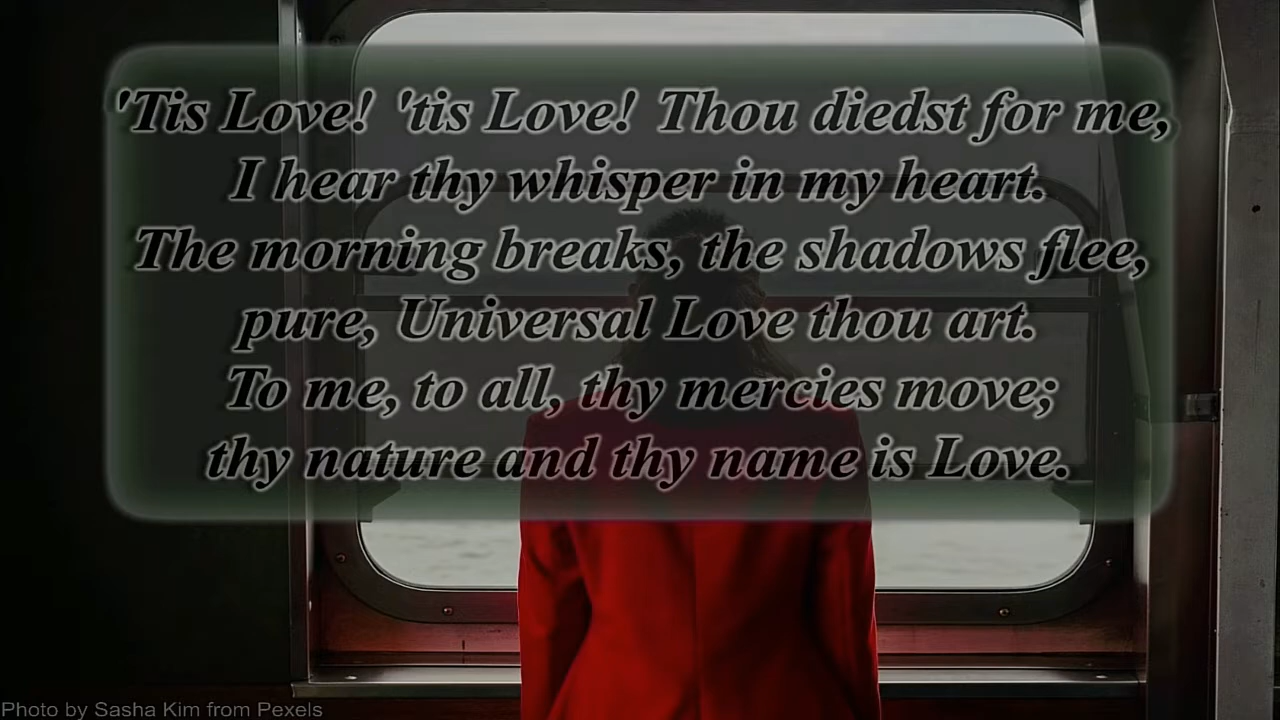 'Tis Love! 'tis Love! Thou diedst for me,
I hear thy whisper in my heart.
The morning breaks, the shadows flee,
pure, Universal Love thou art.
To me, to all, thy mercies move;
thy nature and thy name is Love.
Photo by Sasha Kim from Pexels